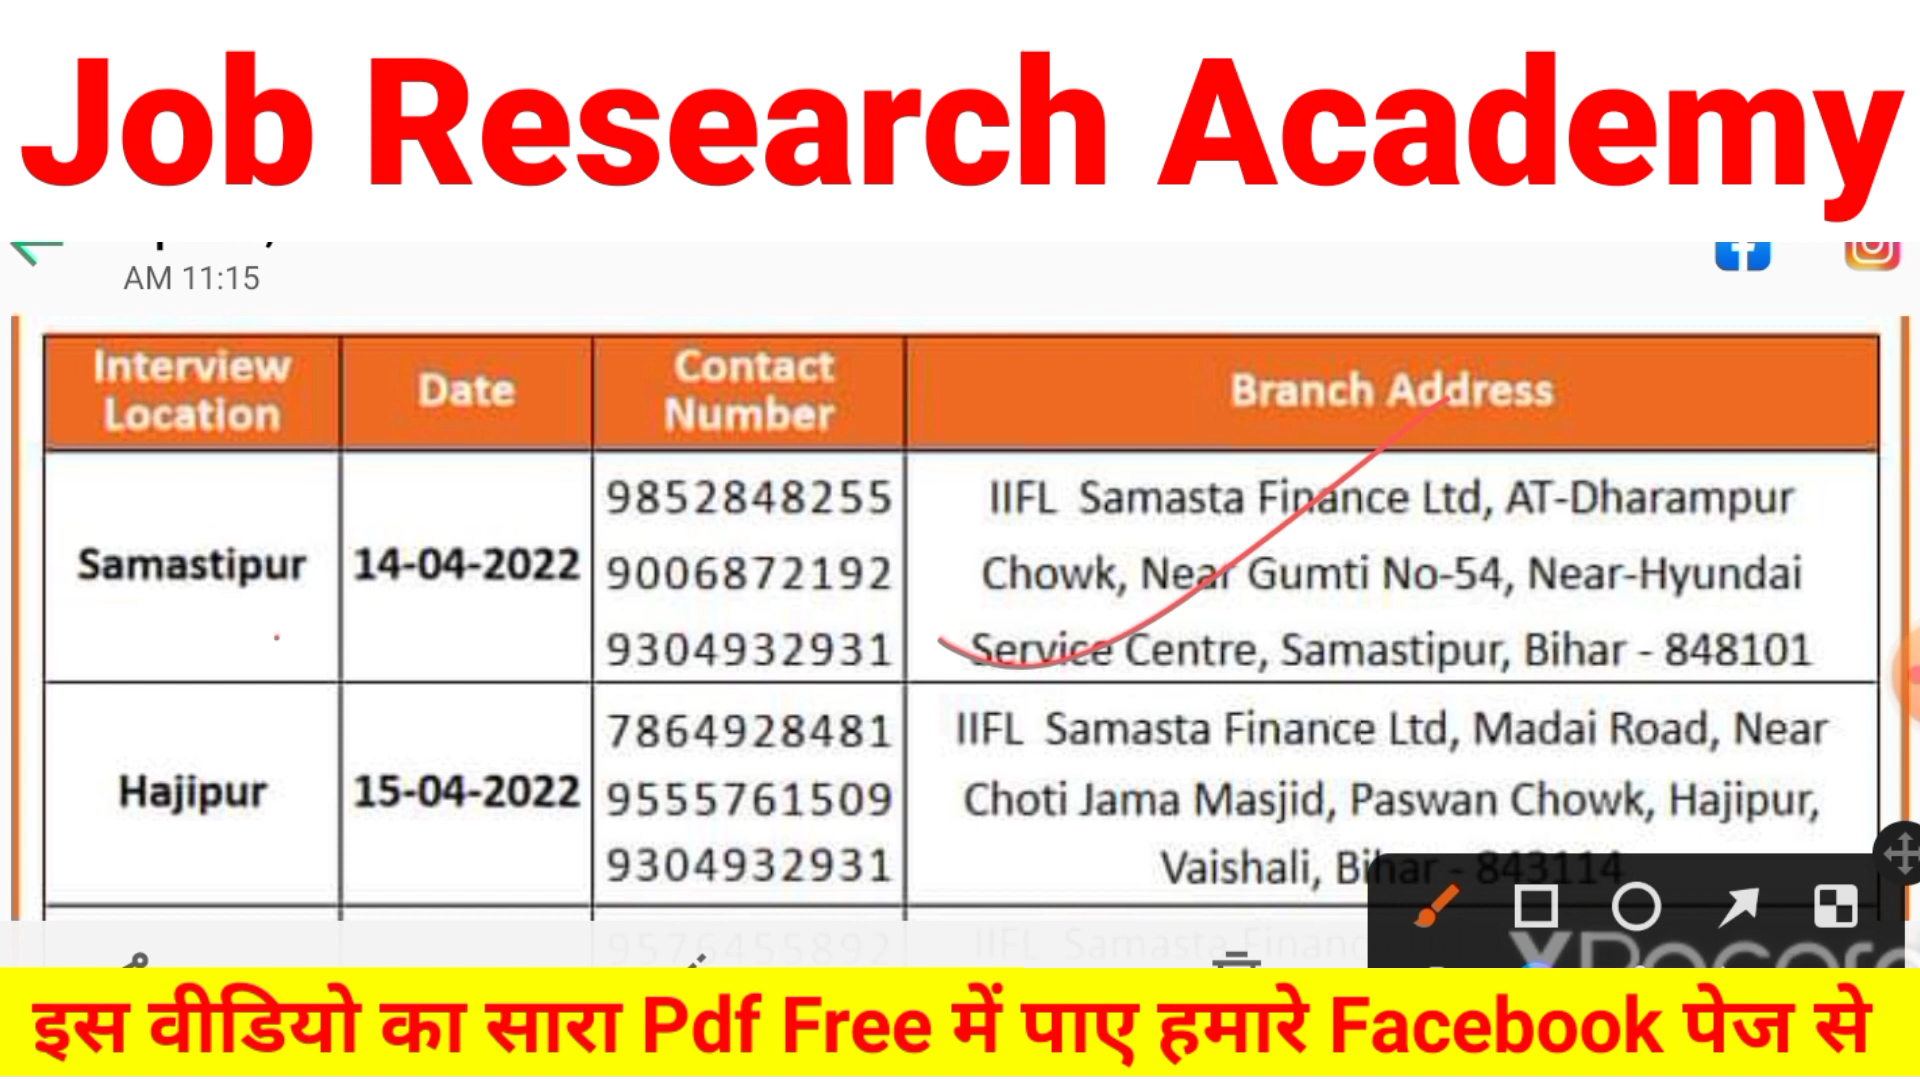 Job Research Academy
AM 11:15
Interview Location
Date
Contact Number
Branch Address
Samastipur
14-04-2022
9852848255
9006872192
9304932931
IIFL Samasta Finance Ltd, AT-Dharampur
Chowk, Near Gumti No-54, Near-Hyundai
Service Centre, Samastipur, Bihar - 848101
Hajipur
15-04-2022
7864928481
9555761509
9304932931
IIFL Samasta Finance Ltd, Madai Road, Near
Choti Jama Masjid, Paswan Chowk, Hajipur,
Vaishali, Bihar - 843114
9576455892
IIFL Samasta
इस वीडियो का सारा Pdf Free में पाए हमारे Facebook पेज से